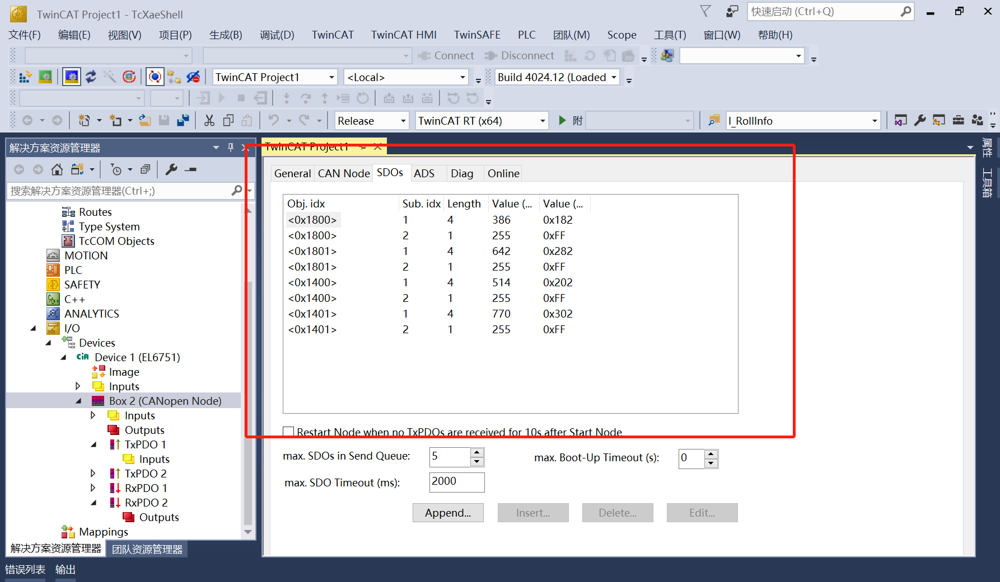 TwinCAT Project1 - TcXaeShell
快速启动 (Ctrl+Q)
文件(F) 编辑(E) 视图(V) 项目(P) 生成(B) 调试(D) TwinCAT TwinCAT HMI TwinSAFE PLC 团队(M) Scope 工具(T) 窗口(W) 帮助(H)
Connect Disconnect
TwinCAT Project1 <Local> Build 4024.12 (Loaded
Release TwinCAT RT (x64) 附 I_RollInfo
解决方案资源管理器
搜索解决方案资源管理器(Ctrl+;)
Routes
Type System
TcCOM Objects
MOTION
PLC
SAFETY
C++
ANALYTICS
I/O
Devices
CiA Device 1 (EL6751)
Image
Inputs
Box 2 (CANopen Node)
Inputs
Outputs
TxPDO 1
Inputs
TxPDO 2
RxPDO 1
RxPDO 2
Outputs
Mappings
解决方案资源管理器 团队资源管理器
错误列表 输出
TwinCAT Project1
General CAN Node SDOs ADS Diag Online
Obj. idx Sub. idx Length Value (... Value (...
<0x1800> 1 4 386 0x182
<0x1800> 2 1 255 0xFF
<0x1801> 1 4 642 0x282
<0x1801> 2 1 255 0xFF
<0x1400> 1 4 514 0x202
<0x1400> 2 1 255 0xFF
<0x1401> 1 4 770 0x302
<0x1401> 2 1 255 0xFF
Restart Node when no TxPDOs are received for 10s after Start Node
max. SDOs in Send Queue: 5 max. Boot-Up Timeout (s): 0
max. SDO Timeout (ms): 2000
Append... Insert... Delete... Edit...
属性
工具箱